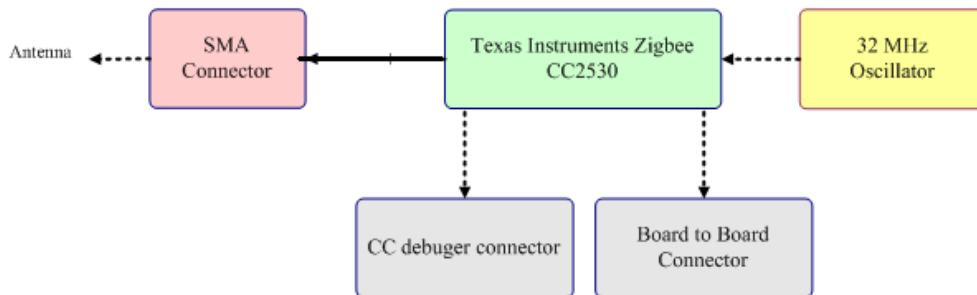 Antenna
SMA
Connector
Texas Instruments Zigbee
CC2530
32 MHz
Oscillator
CC debuger connector
Board to Board
Connector